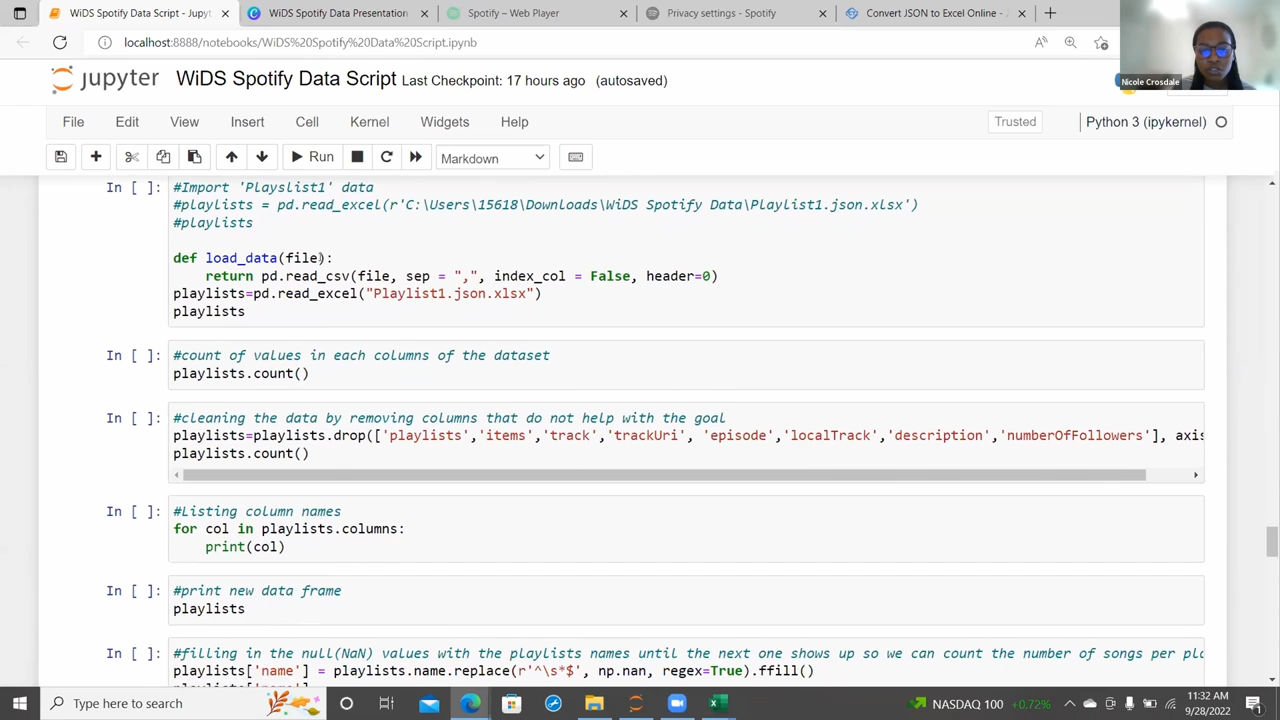 WiDS Spotify Data Script - Jupyt
WiDS Spotify Data Presentation
Spotify – Web Player
Privacy settings - Spotify
Convert JSON to Excel Online -
localhost:8888/notebooks/WiDS%20Spotify%20Data%20Script.ipynb
Nicole Crosdale
jupyter WiDS Spotify Data Script Last Checkpoint: 17 hours ago (autosaved)
File Edit View Insert Cell Kernel Widgets Help Trusted Python 3 (ipykernel)
Run Markdown
In [ ]: #Import 'Playslist1' data
#playlists = pd.read_excel(r'C:\Users\15618\Downloads\WiDS Spotify Data\Playlist1.json.xlsx')
#playlists
def load_data(file):
return pd.read_csv(file, sep = ",", index_col = False, header=0)
playlists=pd.read_excel("Playlist1.json.xlsx")
playlists
In [ ]: #count of values in each columns of the dataset
playlists.count()
In [ ]: #cleaning the data by removing columns that do not help with the goal
playlists=playlists.drop(['playlists','items','track','trackUri', 'episode','localTrack','description','numberOfFollowers'], axis
playlists.count()
In [ ]: #Listing column names
for col in playlists.columns:
print(col)
In [ ]: #print new data frame
playlists
In [ ]: #filling in the null(NaN) values with the playlists names until the next one shows up so we can count the number of songs per pl
playlists['name'] = playlists.name.replace(r'^\s*$', np.nan, regex=True).ffill()
Type here to search
NASDAQ 100 +0.72%
11:32 AM
9/28/2022